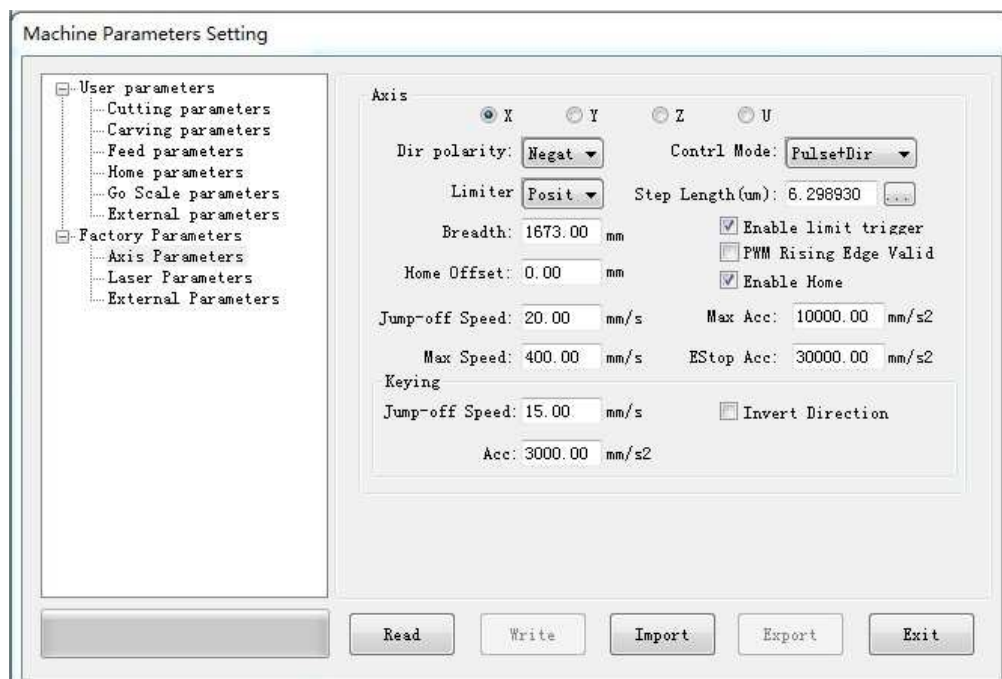 Machine Parameters Setting
User parameters
Cutting parameters
Carving parameters
Feed parameters
Home parameters
Go Scale parameters
External parameters
Factory Parameters
Axis Parameters
Laser Parameters
External Parameters
Axis
X Y Z U
Dir polarity: Negat Contrl Mode: Pulse+Dir
Limiter Posit Step Length(um): 6.298930 ...
Breadth: 1673.00 mm Enable limit trigger
PWM Rising Edge Valid
Home Offset: 0.00 mm Enable Home
Jump-off Speed: 20.00 mm/s Max Acc: 10000.00 mm/s2
Max Speed: 400.00 mm/s EStop Acc: 30000.00 mm/s2
Keying
Jump-off Speed: 15.00 mm/s Invert Direction
Acc: 3000.00 mm/s2
Read Write Import Export Exit